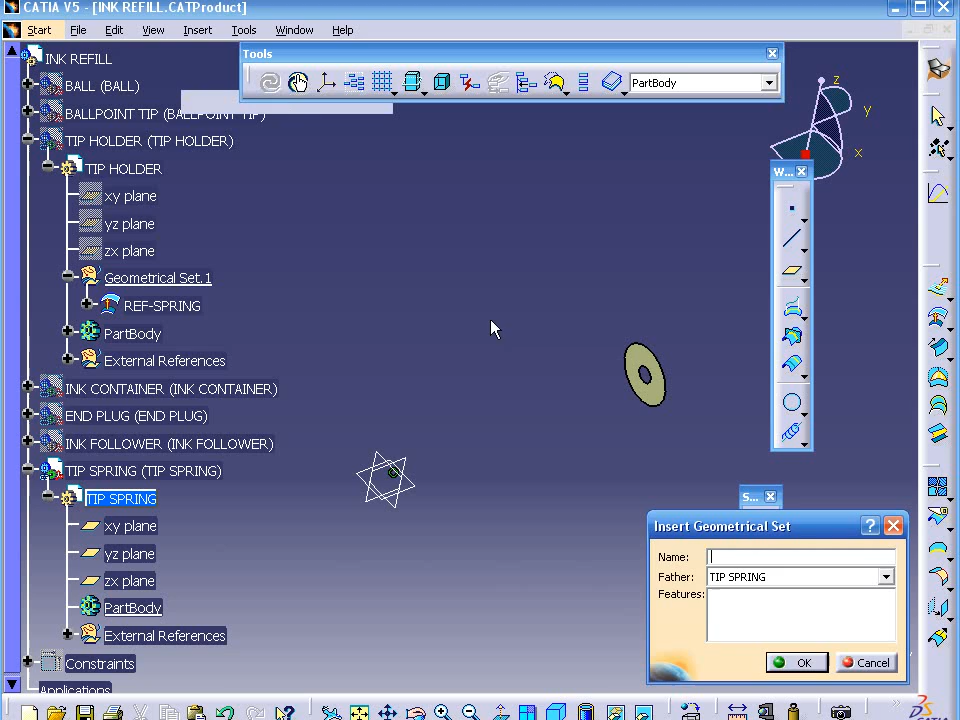 CATIA V5 - [INK REFILL.CATProduct]
Start File Edit View Insert Tools Window Help
Tools
PartBody
INK REFILL
BALL (BALL)
BALLPOINT TIP (BALLPOINT TIP)
TIP HOLDER (TIP HOLDER)
TIP HOLDER
xy plane
yz plane
zx plane
Geometrical Set.1
REF-SPRING
PartBody
External References
INK CONTAINER (INK CONTAINER)
END PLUG (END PLUG)
INK FOLLOWER (INK FOLLOWER)
TIP SPRING (TIP SPRING)
TIP SPRING
xy plane
yz plane
zx plane
PartBody
External References
Constraints
Applications
z
y
x
W...
S...
Insert Geometrical Set
Name:
Father: TIP SPRING
Features:
OK Cancel
CATIA